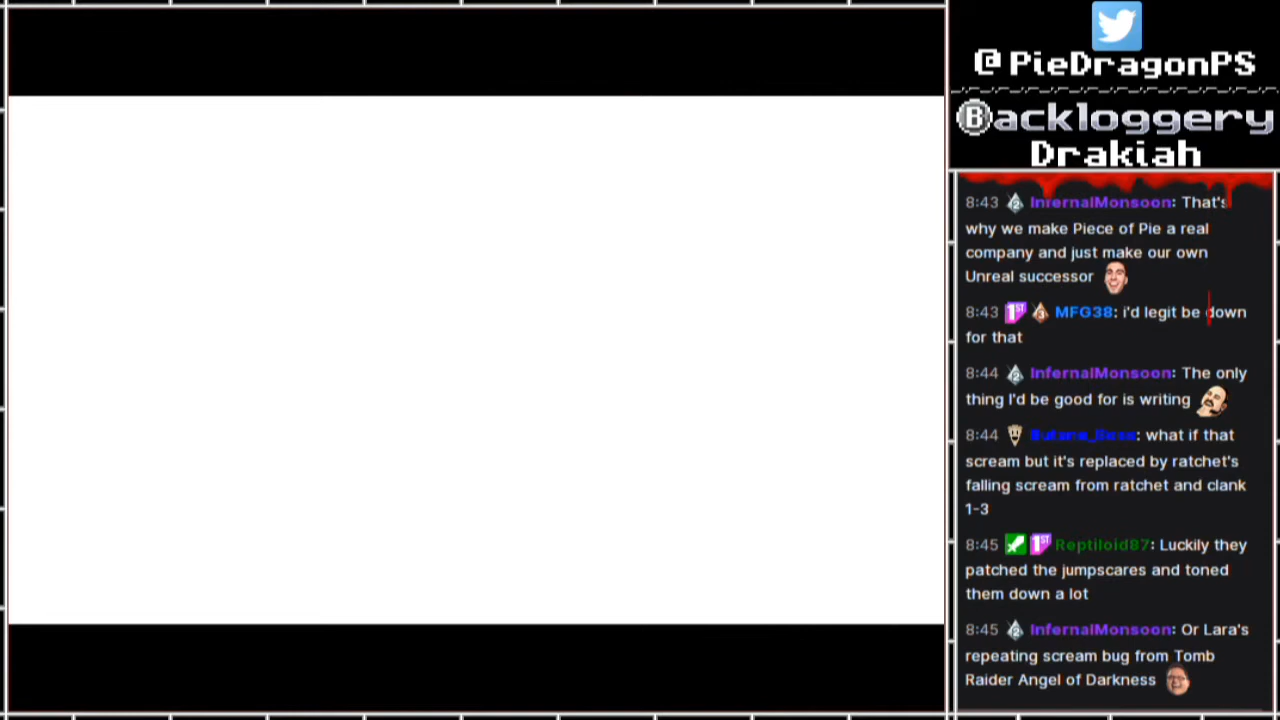 @PieDragonPS
Backloggery
Drakiah
8:43 InfernalMonsoon: That's
why we make Piece of Pie a real
company and just make our own
Unreal successor
8:43 1ST MFG38: i'd legit be down
for that
8:44 InfernalMonsoon: The only
thing I'd be good for is writing
8:44 : what if that
scream but it's replaced by ratchet's
falling scream from ratchet and clank
1-3
8:45 1ST Reptiloid87: Luckily they
patched the jumpscares and toned
them down a lot
8:45 InfernalMonsoon: Or Lara's
repeating scream bug from Tomb
Raider Angel of Darkness